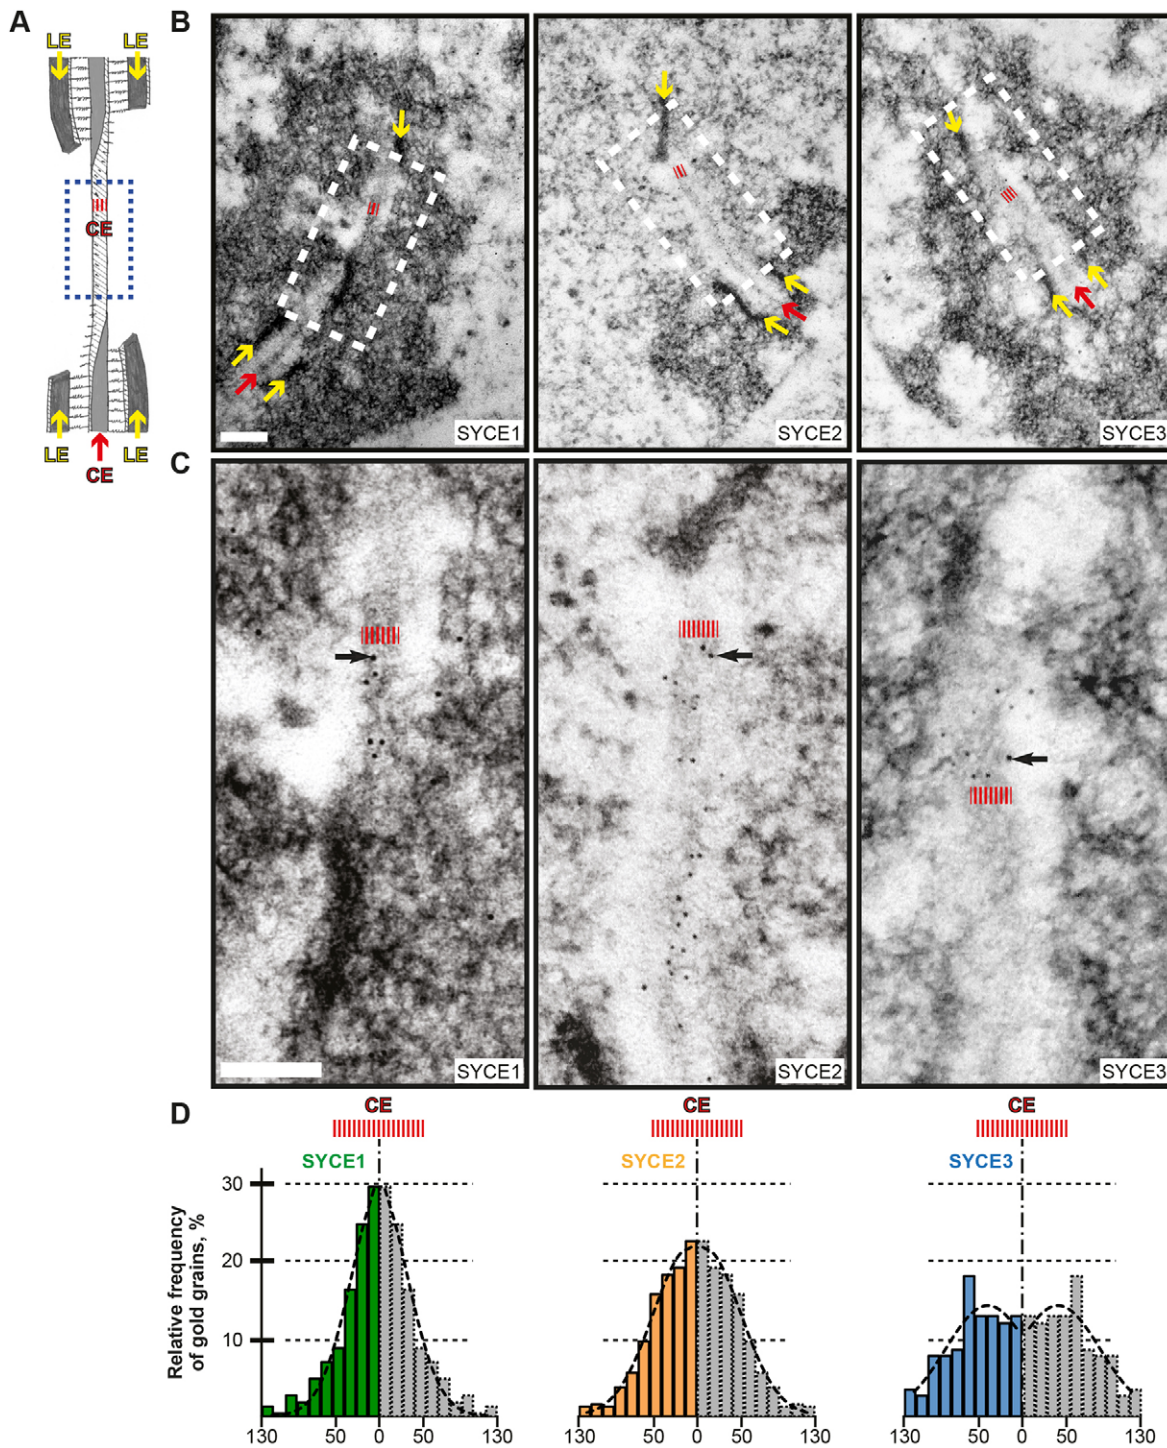 A
LE LE
CE
LE LE
CE
B
SYCE1 SYCE2 SYCE3
C
SYCE1 SYCE2 SYCE3
D
CE CE CE
SYCE1 SYCE2 SYCE3
Relative frequency
of gold grains, %
30
20
10
130 50 0 50 130 130 50 0 50 130 130 50 0 50 130